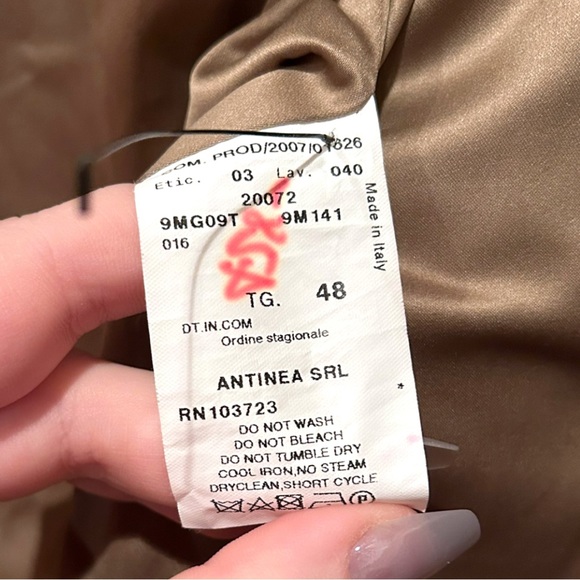 COM. PROD/2007/01626
Etic. 03 Lav. 040
20072
9MG09T 9M141
016
TG. 48
DT.IN.COM
Ordine stagionale
ANTINEA SRL
*
RN103723
DO NOT WASH
DO NOT BLEACH
DO NOT TUMBLE DRY
COOL IRON,NO STEAM
DRYCLEAN,SHORT CYCLE
P
Made in Italy